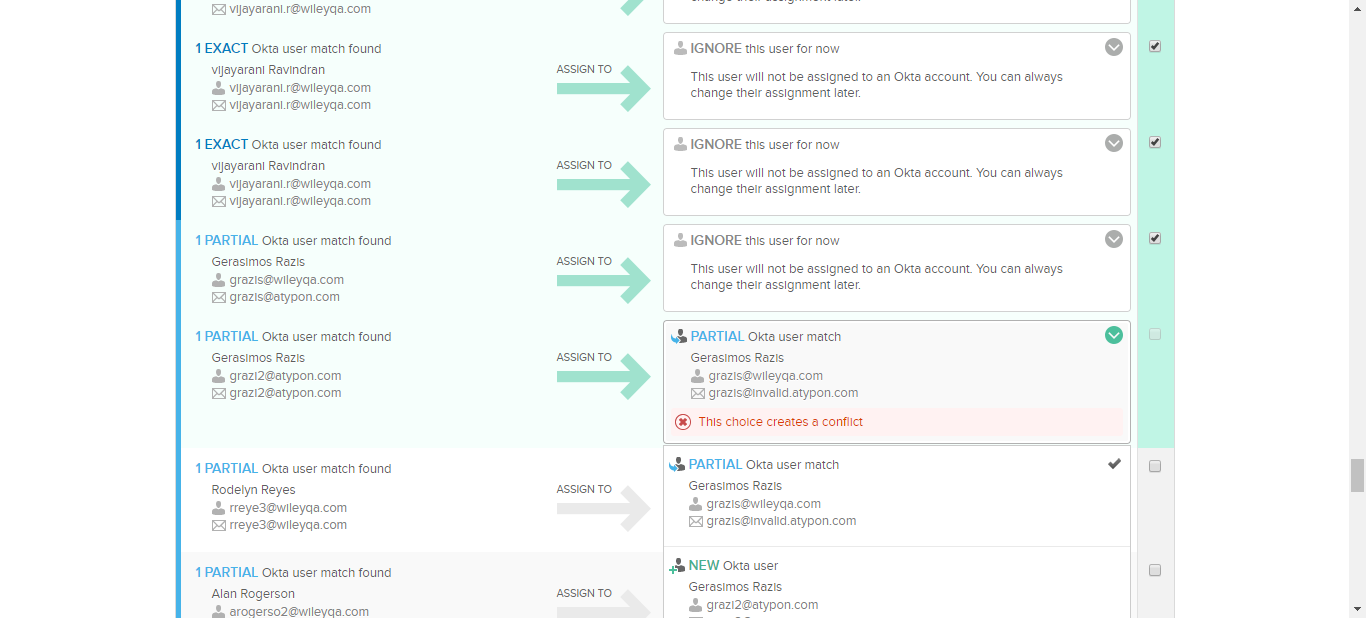 vijayarani.r@wileyqa.com
change their assignment later.
1 EXACT Okta user match found
vijayarani Ravindran
vijayarani.r@wileyqa.com
vijayarani.r@wileyqa.com
ASSIGN TO
IGNORE this user for now
This user will not be assigned to an Okta account. You can always
change their assignment later.
1 EXACT Okta user match found
vijayarani Ravindran
vijayarani.r@wileyqa.com
vijayarani.r@wileyqa.com
ASSIGN TO
IGNORE this user for now
This user will not be assigned to an Okta account. You can always
change their assignment later.
1 PARTIAL Okta user match found
Gerasimos Razis
grazis@wileyqa.com
grazis@atypon.com
ASSIGN TO
IGNORE this user for now
This user will not be assigned to an Okta account. You can always
change their assignment later.
1 PARTIAL Okta user match found
Gerasimos Razis
grazi2@atypon.com
grazi2@atypon.com
ASSIGN TO
PARTIAL Okta user match
Gerasimos Razis
grazis@wileyqa.com
grazis@invalid.atypon.com
This choice creates a conflict
1 PARTIAL Okta user match found
Rodelyn Reyes
rreye3@wileyqa.com
rreye3@wileyqa.com
ASSIGN TO
PARTIAL Okta user match
Gerasimos Razis
grazis@wileyqa.com
grazis@invalid.atypon.com
1 PARTIAL Okta user match found
Alan Rogerson
arogerso2@wileyqa.com
ASSIGN TO
NEW Okta user
Gerasimos Razis
grazi2@atypon.com